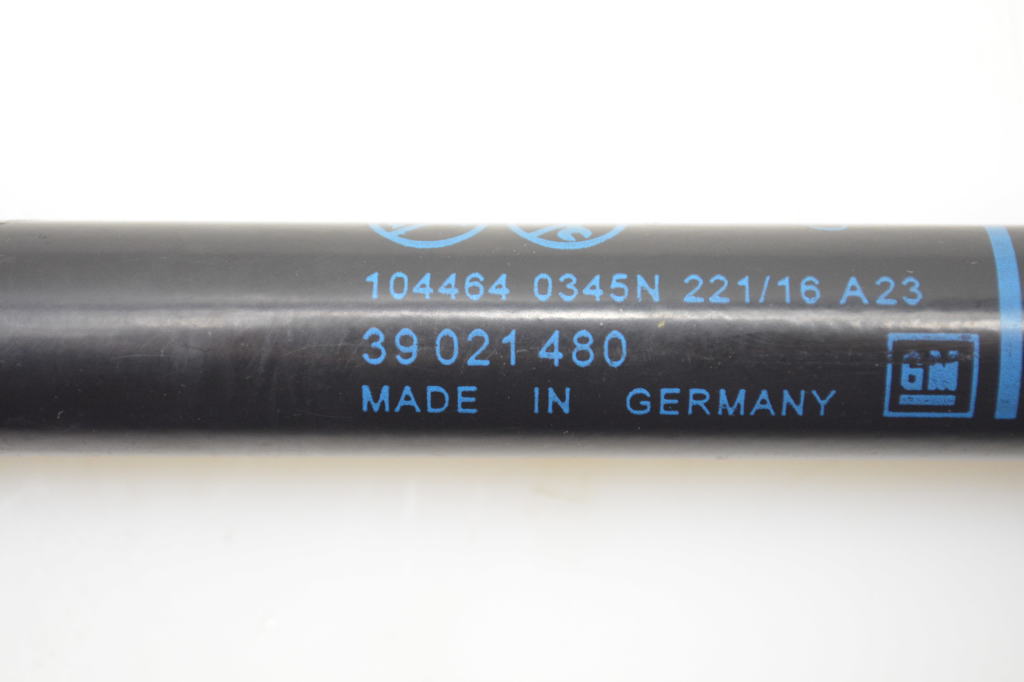 104464 0345N 221/16 A23
39 021 480
MADE IN GERMANY
GM